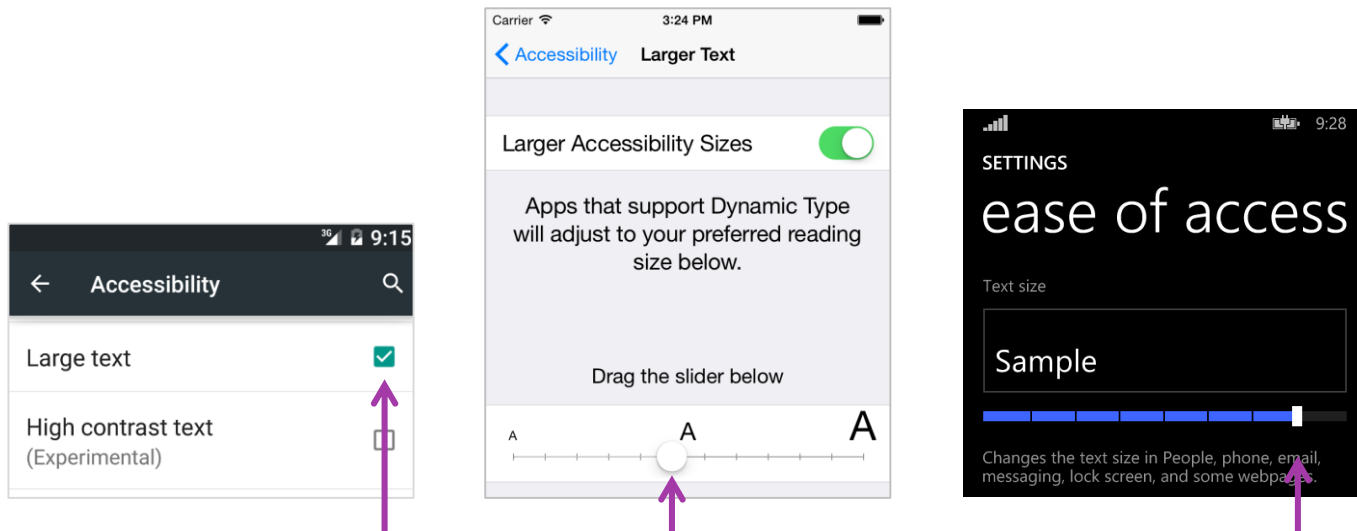 3G 9:15
Accessibility
Large text
High contrast text
(Experimental)
Carrier 3:24 PM
Accessibility Larger Text
Larger Accessibility Sizes
Apps that support Dynamic Type
will adjust to your preferred reading
size below.
Drag the slider below
A A A
9:28
SETTINGS
ease of access
Text size
Sample
Changes the text size in People, phone, email,
messaging, lock screen, and some webpages.